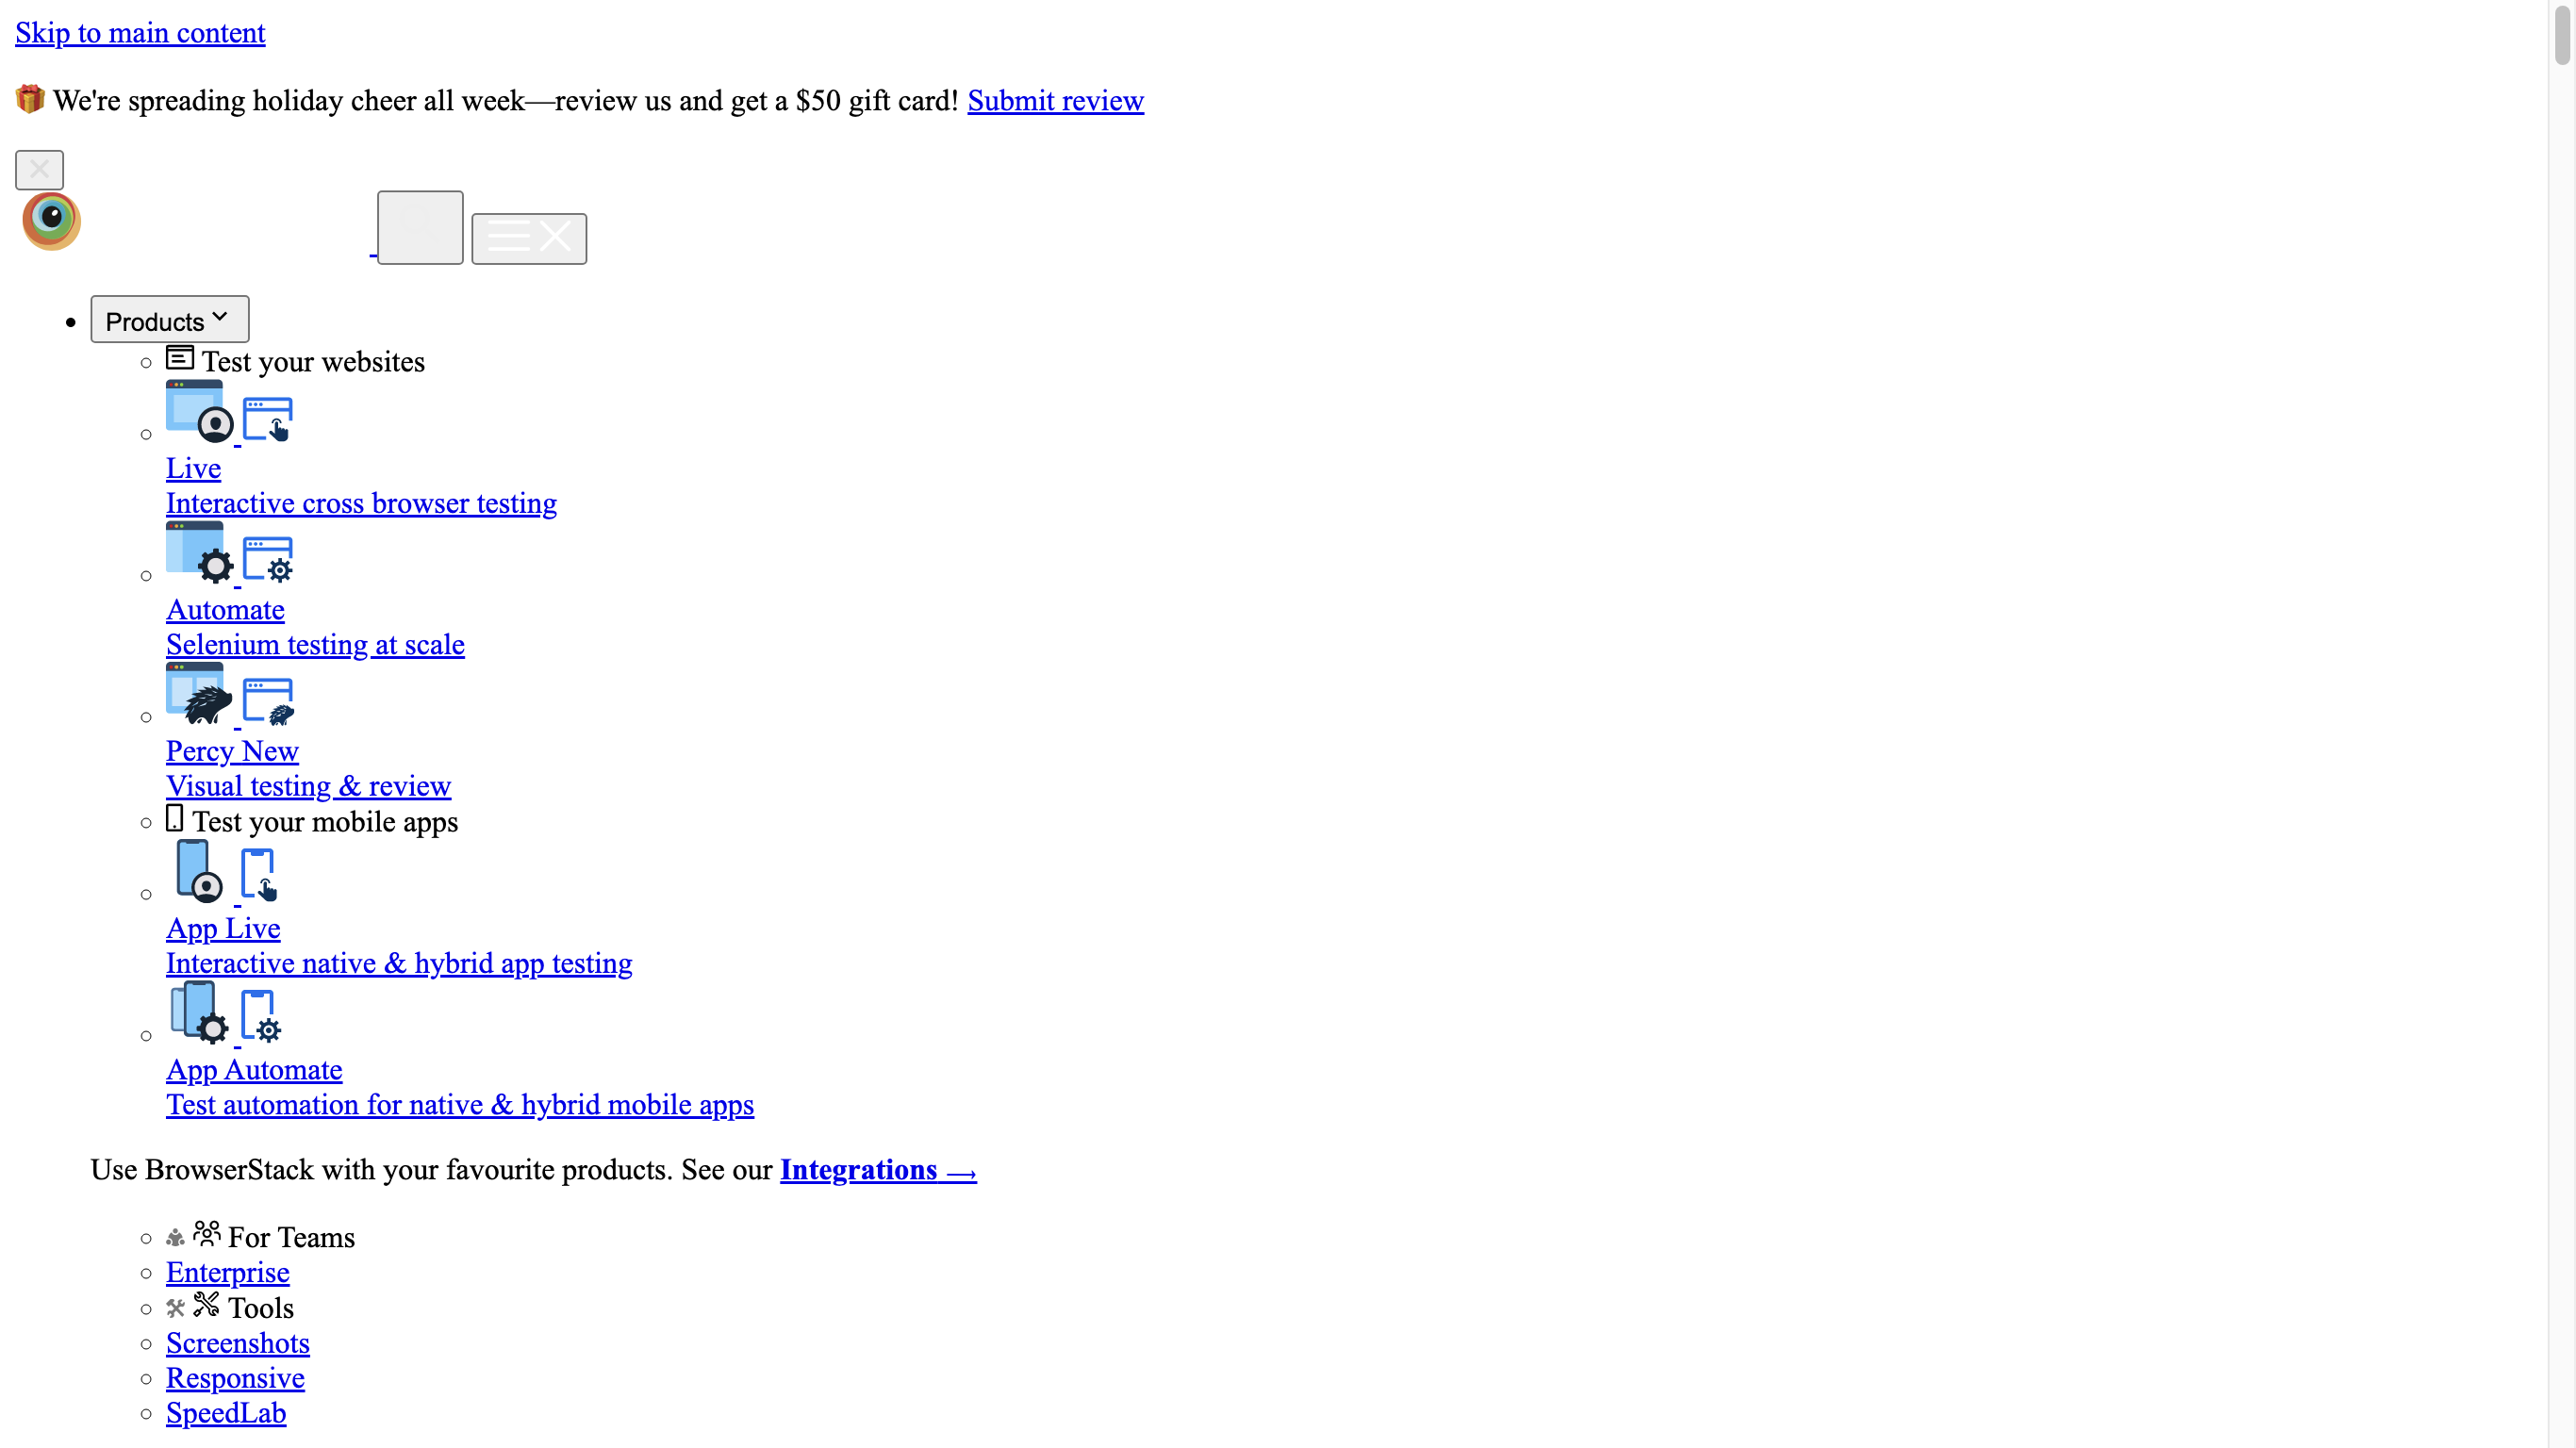 Skip to main content
We're spreading holiday cheer all week—review us and get a $50 gift card! Submit review
Products
Test your websites
Live
Interactive cross browser testing
Automate
Selenium testing at scale
Percy New
Visual testing & review
Test your mobile apps
App Live
Interactive native & hybrid app testing
App Automate
Test automation for native & hybrid mobile apps
Use BrowserStack with your favourite products. See our Integrations ⟶
For Teams
Enterprise
Tools
Screenshots
Responsive
SpeedLab